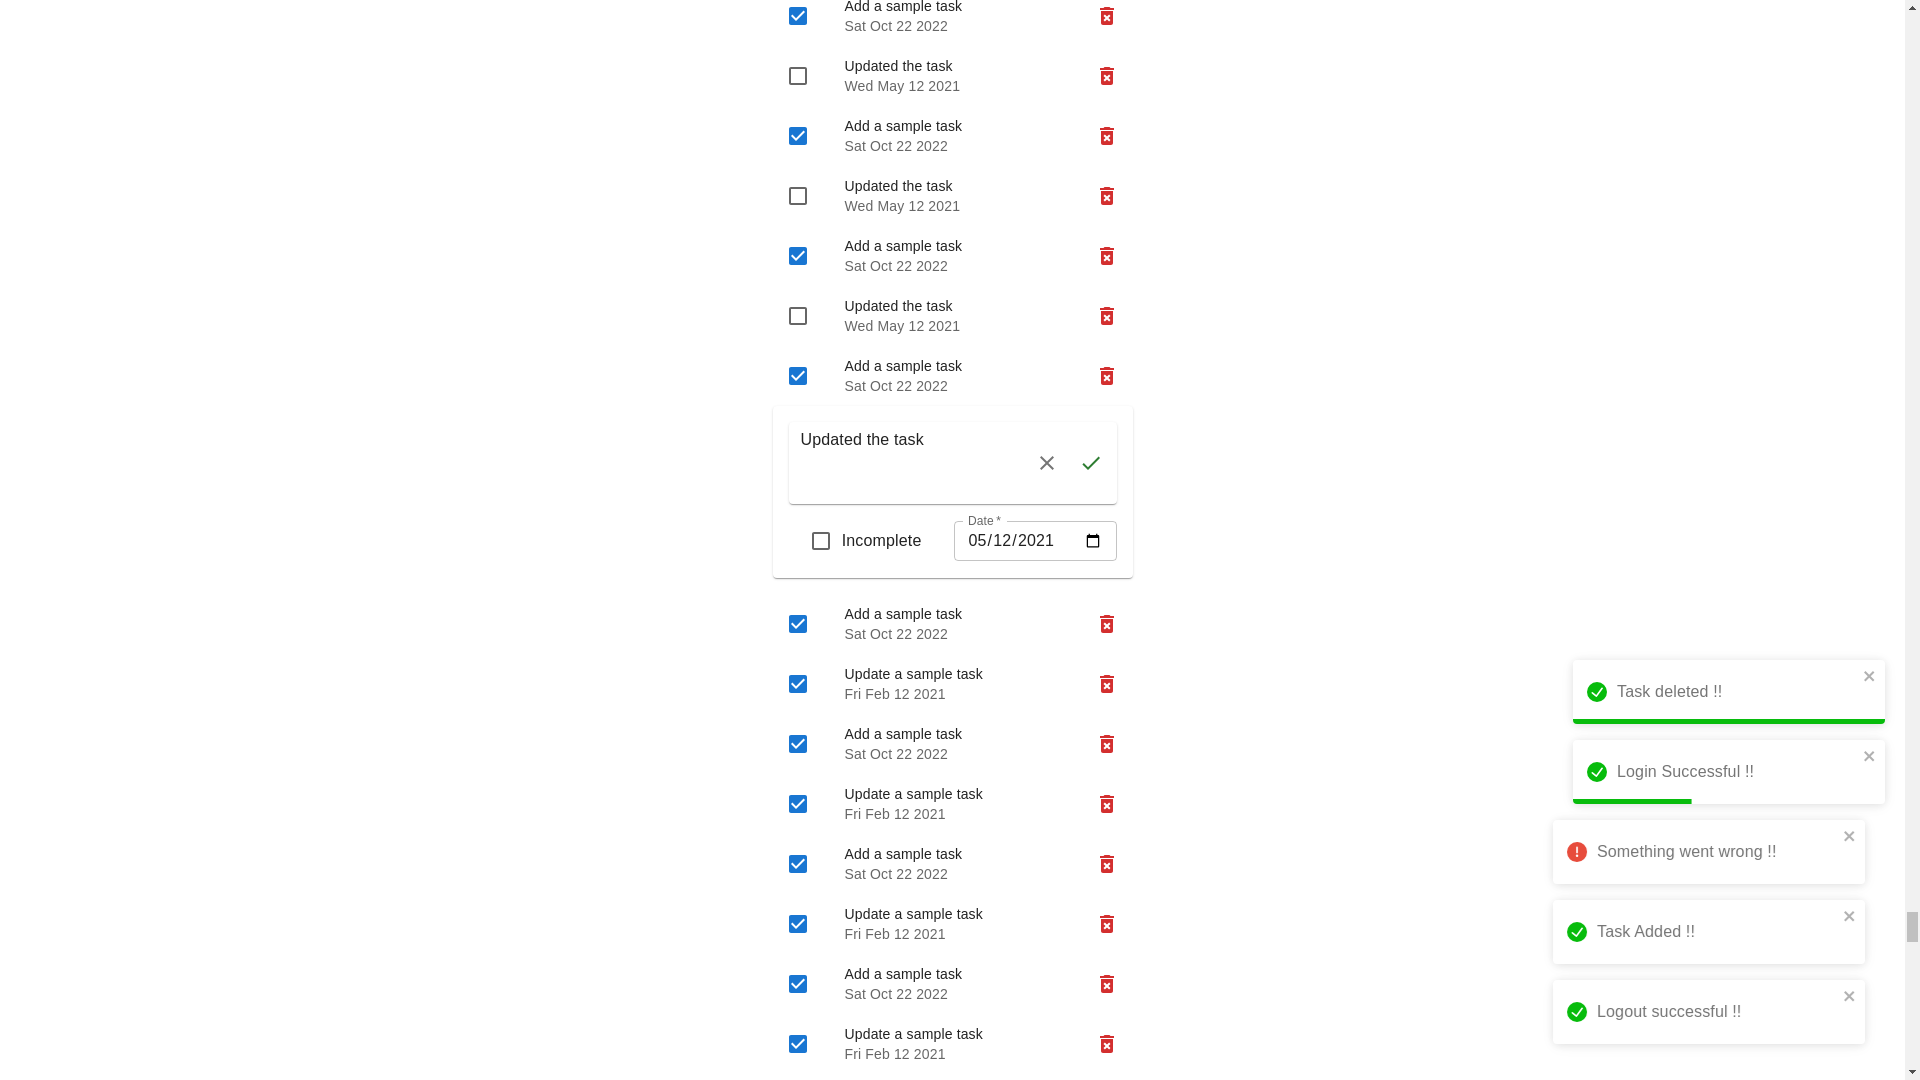 Add a sample task
Sat Oct 22 2022
Updated the task
Wed May 12 2021
Add a sample task
Sat Oct 22 2022
Updated the task
Wed May 12 2021
Add a sample task
Sat Oct 22 2022
Updated the task
Wed May 12 2021
Add a sample task
Sat Oct 22 2022
Updated the task
Date *
Incomplete
05/12/2021
Add a sample task
Sat Oct 22 2022
Update a sample task
Fri Feb 12 2021
Add a sample task
Sat Oct 22 2022
Update a sample task
Fri Feb 12 2021
Add a sample task
Sat Oct 22 2022
Update a sample task
Fri Feb 12 2021
Add a sample task
Sat Oct 22 2022
Update a sample task
Fri Feb 12 2021
Task deleted !!
Login Successful !!
Something went wrong !!
Task Added !!
Logout successful !!